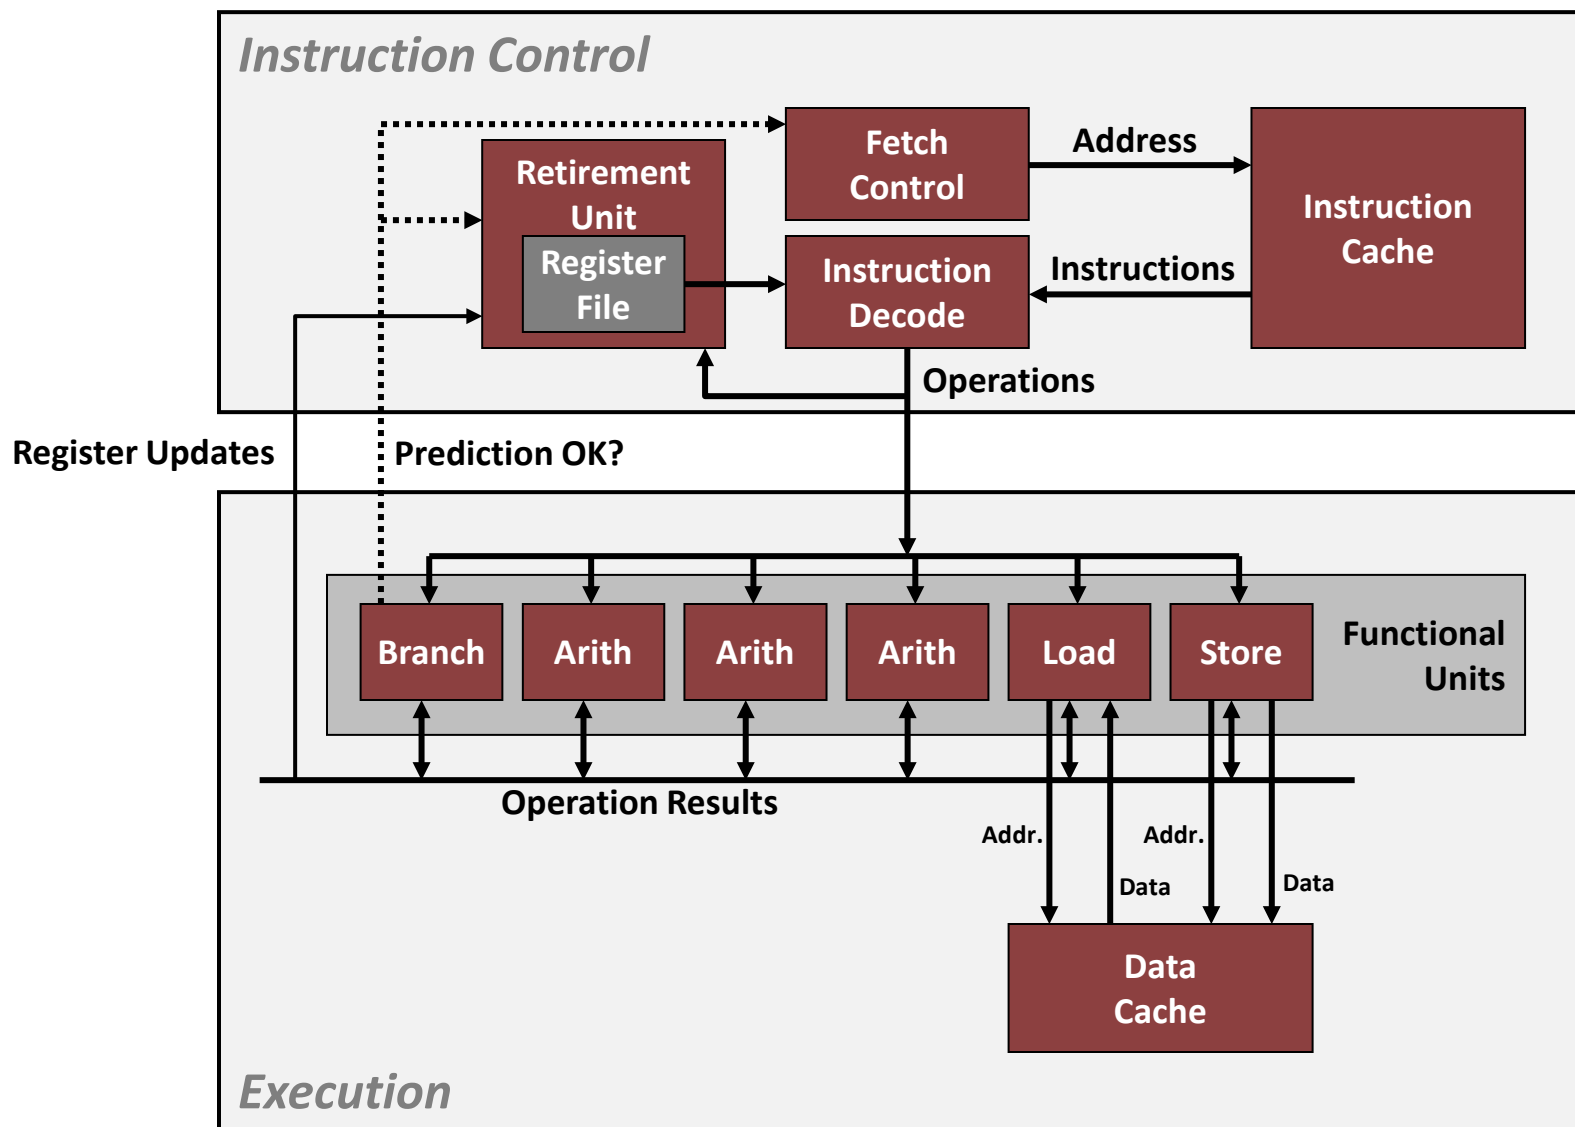 Instruction Control
Fetch
Control
Address
Instruction
Cache
Retirement
Unit
Register
File
Instruction
Decode
Instructions
Operations
Register Updates
Prediction OK?
Branch
Arith
Arith
Arith
Load
Store
Functional
Units
Operation Results
Addr.
Addr.
Data
Data
Data
Cache
Execution